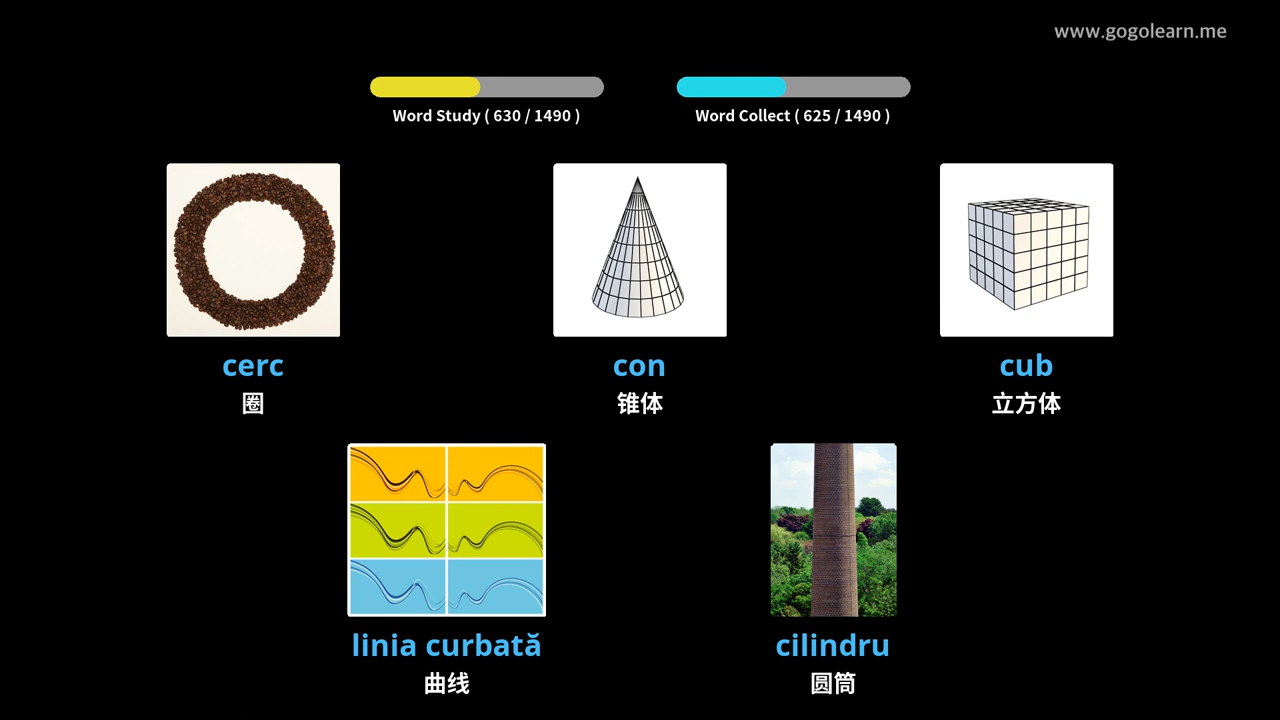 www.gogolearn.me
Word Study ( 630 / 1490 )
Word Collect ( 625 / 1490 )
cerc
圈
con
锥体
cub
立方体
linia curbată
曲线
cilindru
圆筒